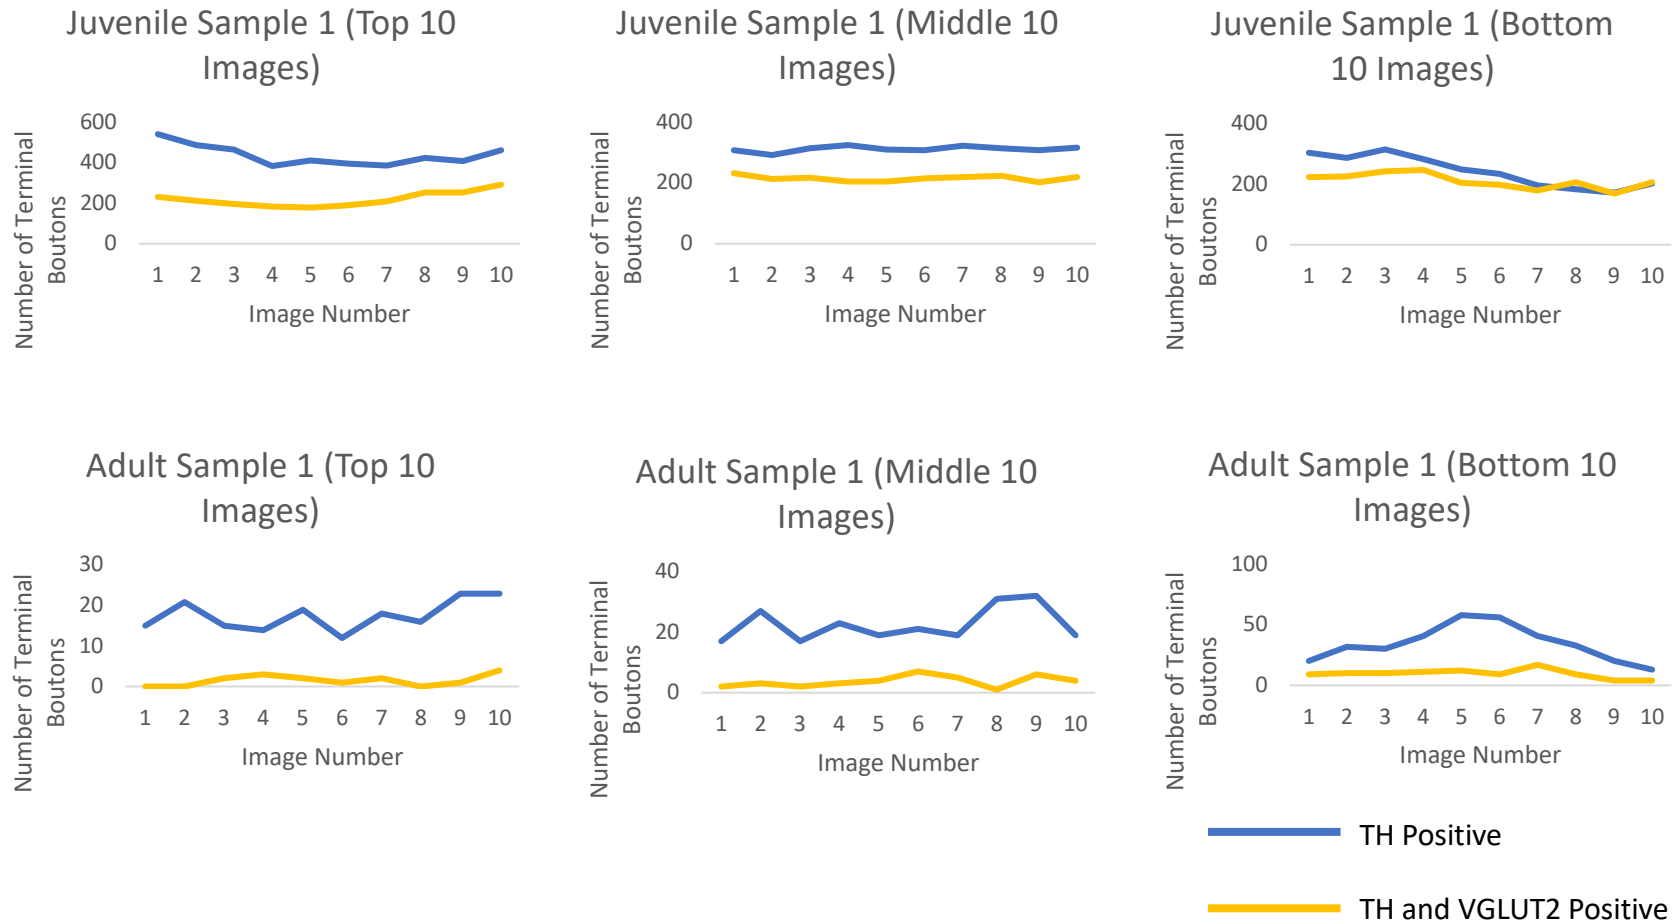 Juvenile Sample 1 (Top 10
Images)
Number of Terminal
Boutons
600
400
200
0
1 2 3 4 5 6 7 8 9 10
Image Number
Juvenile Sample 1 (Middle 10
Images)
Number of Terminal
Boutons
400
200
0
1 2 3 4 5 6 7 8 9 10
Image Number
Juvenile Sample 1 (Bottom
10 Images)
Number of Terminal
Boutons
400
200
0
1 2 3 4 5 6 7 8 9 10
Image Number
Adult Sample 1 (Top 10
Images)
Number of Terminal
Boutons
30
20
10
0
1 2 3 4 5 6 7 8 9 10
Image Number
Adult Sample 1 (Middle 10
Images)
Number of Terminal
Boutons
40
20
0
1 2 3 4 5 6 7 8 9 10
Image Number
Adult Sample 1 (Bottom 10
Images)
Number of Terminal
Boutons
100
50
0
1 2 3 4 5 6 7 8 9 10
Image Number
TH Positive
TH and VGLUT2 Positive